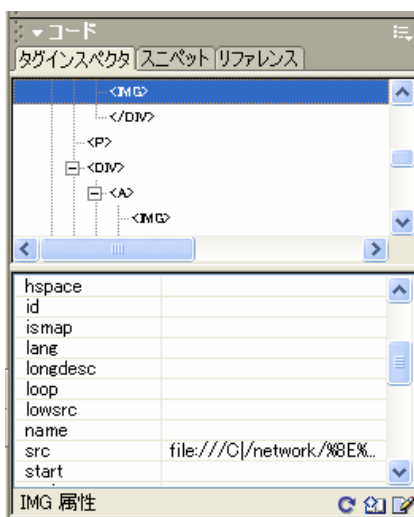 コード
タグインスペクタ スニペット リファレンス
<IMG>
</DIV>
<P>
<DIV>
<A>
<IMG>
hspace
id
ismap
lang
longdesc
loop
lowsrc
name
src file:///C|/network/%8E%...
start
IMG 属性